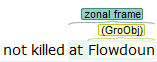 zonal frame
(GroObj)
not killed at Flowdoun